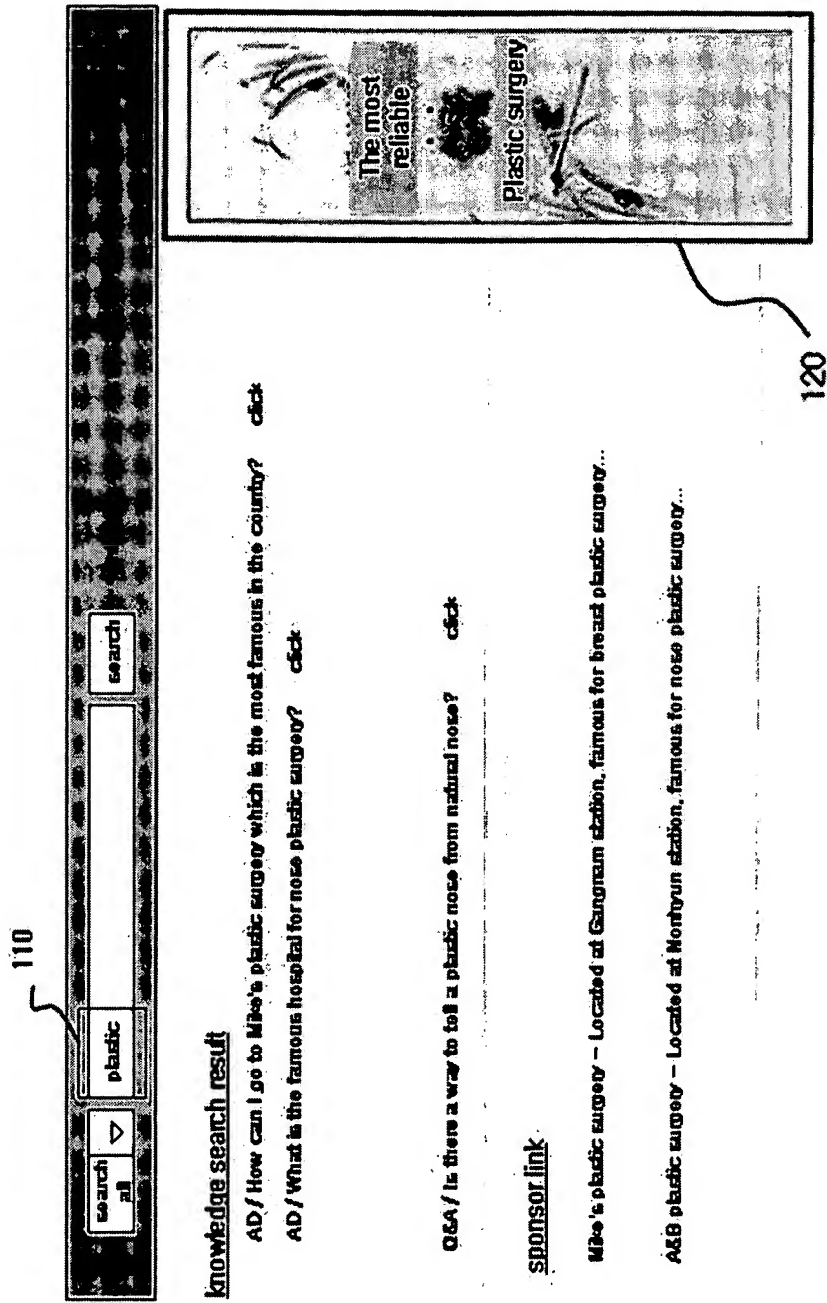 110
search
all
plastic
search
knowledge search result
AD / How can I go to Mike's plastic surgery which is the most famous in the country? click
AD / What is the famous hospital for nose plastic surgery? click
Q&A / Is there a way to tell a plastic nose from natural nose? click
sponsor link
Mike's plastic surgery – Located at Gangnam station, famous for breast plastic surgery...
A&B plastic surgery – Located at Nonhyun station, famous for nose plastic surgery...
The most
reliable
Plastic surgery
120